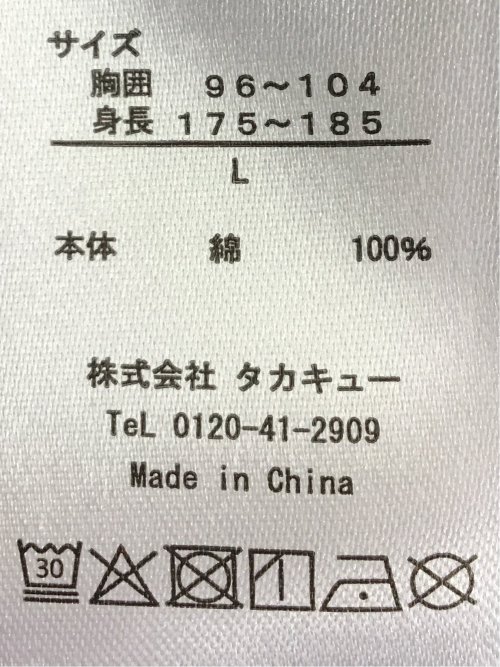 サイズ
胸囲 96～104
身長 175～185
L
本体 綿 100%
株式会社 タカキュー
TeL 0120-41-2909
Made in China
30